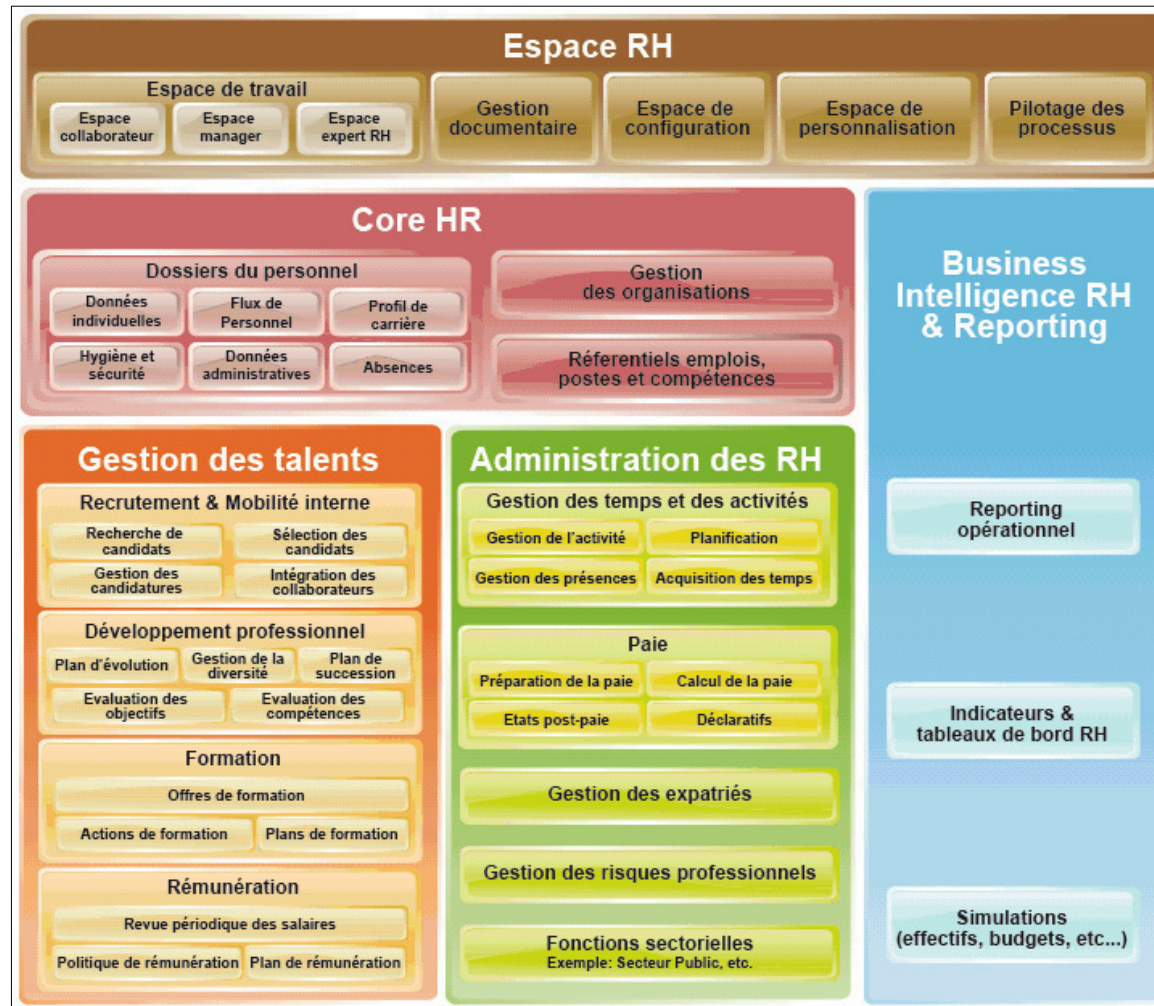 Espace RH
Espace de travail
Espace
collaborateur
Espace
manager
Espace
expert RH
Gestion
documentaire
Espace de
configuration
Espace de
personnalisation
Pilotage des
processus
Core HR
Dossiers du personnel
Données
individuelles
Flux de
Personnel
Profil de
carrière
Hygiène et
sécurité
Données
administratives
Absences
Gestion
des organisations
Réferentiels emplois,
postes et compétences
Business
Intelligence RH
& Reporting
Reporting
opérationnel
Indicateurs &
tableaux de bord RH
Simulations
(effectifs, budgets, etc...)
Gestion des talents
Recrutement & Mobilité interne
Recherche de
candidats
Sélection des
candidats
Gestion des
candidatures
Intégration des
collaborateurs
Développement professionnel
Plan d'évolution
Gestion de la
diversité
Plan de
succession
Evaluation des
objectifs
Evaluation des
compétences
Formation
Offres de formation
Actions de formation
Plans de formation
Rémunération
Revue périodique des salaires
Politique de rémunération
Plan de rémunération
Administration des RH
Gestion des temps et des activités
Gestion de l'activité
Planification
Gestion des présences
Acquisition des temps
Paie
Préparation de la paie
Calcul de la paie
Etats post-paie
Déclaratifs
Gestion des expatriés
Gestion des risques professionnels
Fonctions sectorielles
Exemple: Secteur Public, etc.